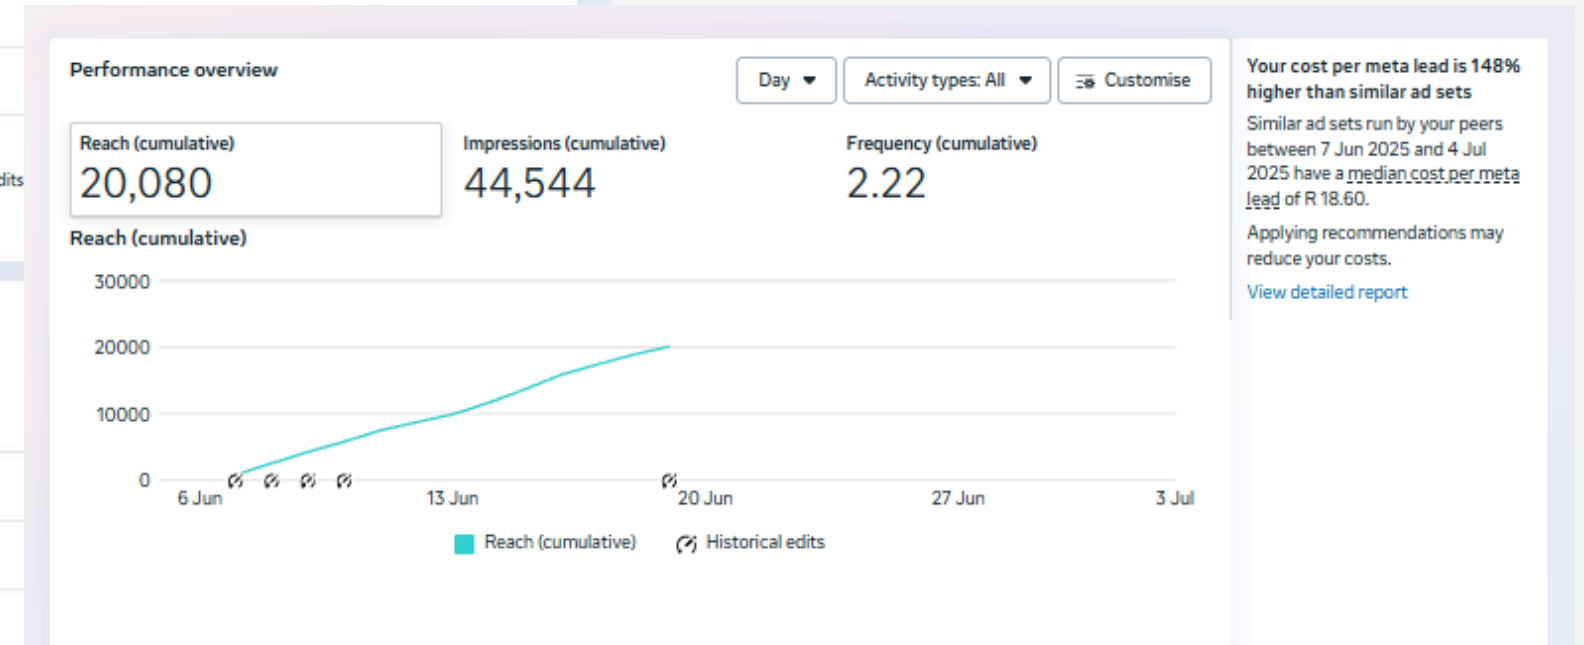 dits
Performance overview
Day
Activity types: All
Customise
Reach (cumulative)
20,080
Impressions (cumulative)
44,544
Frequency (cumulative)
2.22
Reach (cumulative)
30000
20000
10000
0
6 Jun
13 Jun
20 Jun
27 Jun
3 Jul
Reach (cumulative)
Historical edits
Your cost per meta lead is 148%
higher than similar ad sets
Similar ad sets run by your peers
between 7 Jun 2025 and 4 Jul
2025 have a median cost per meta
lead of R 18.60.
Applying recommendations may
reduce your costs.
View detailed report